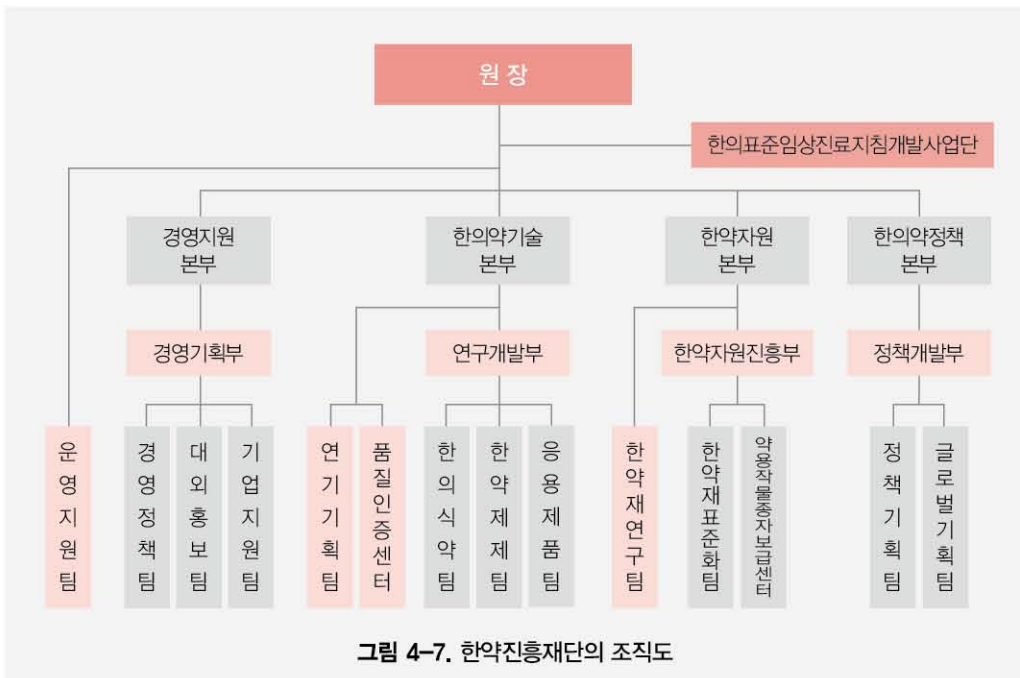 원 장
한의표준임상진료지침개발사업단
경영지원
본부
한의약기술
본부
한약자원
본부
한의약정책
본부
경영기획부
연구개발부
한약자원진흥부
정책개발부
운영지원팀
경영정책팀
대외홍보팀
기업지원팀
연기기획팀
품질인증센터
한의식약팀
한약제제팀
응용제품팀
한약재연구팀
한약재표준화팀
약용작물종자보급센터
정책기획팀
글로벌기획팀
그림 4-7. 한약진흥재단의 조직도